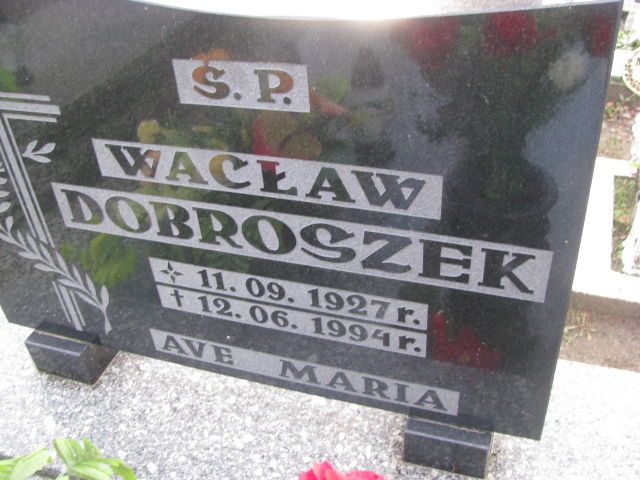 Ś.P.
WACŁAW
DOBROSZEK
✧ 11.09.1927 r.
✝ 12.06.1994 r.
AVE MARIA